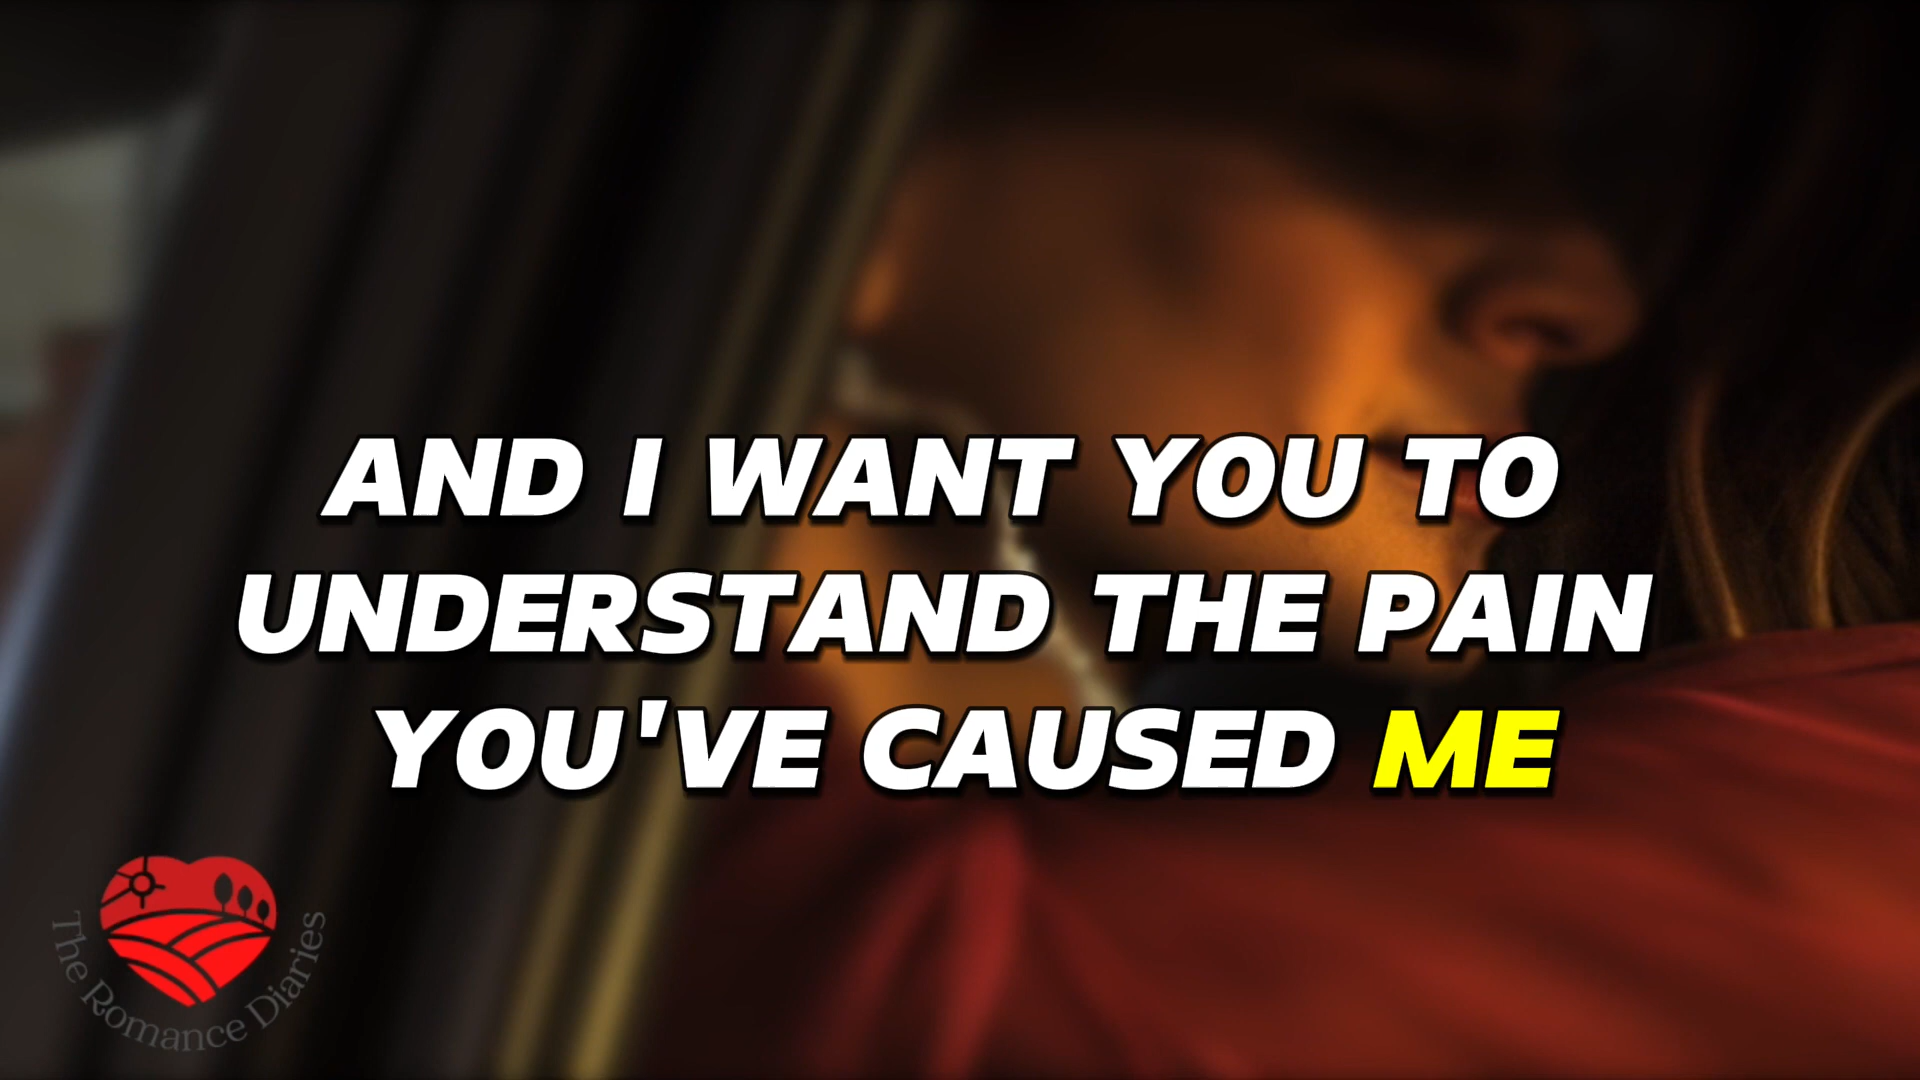 AND I WANT YOU TO
UNDERSTAND THE PAIN
YOU'VE CAUSED ME
The Romance Diaries